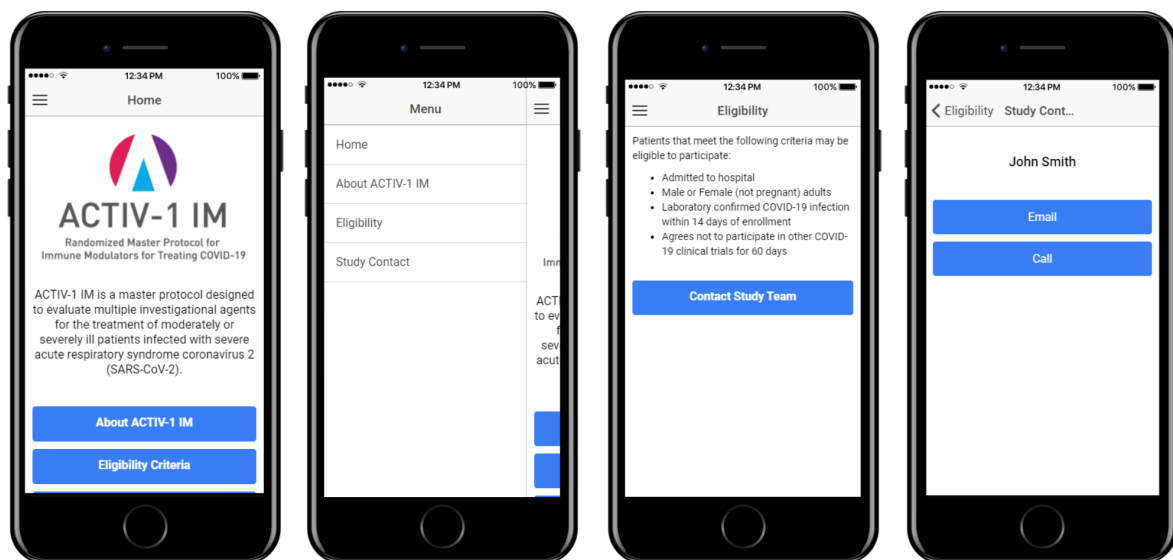 12:34 PM 100%
Home
ACTIV-1 IM
Randomized Master Protocol for
Immune Modulators for Treating COVID-19
ACTIV-1 IM is a master protocol designed
to evaluate multiple investigational agents
for the treatment of moderately or
severely ill patients infected with severe
acute respiratory syndrome coronavirus 2
(SARS-CoV-2).
About ACTIV-1 IM
Eligibility Criteria
12:34 PM 100%
Menu
Home
About ACTIV-1 IM
Eligibility
Study Contact
Imm
ACTI
to ev
f
sev
acut
12:34 PM 100%
Eligibility
Patients that meet the following criteria may be
eligible to participate:
• Admitted to hospital
• Male or Female (not pregnant) adults
• Laboratory confirmed COVID-19 infection
within 14 days of enrollment
• Agrees not to participate in other COVID-
19 clinical trials for 60 days
Contact Study Team
12:34 PM 100%
Eligibility Study Cont...
John Smith
Email
Call